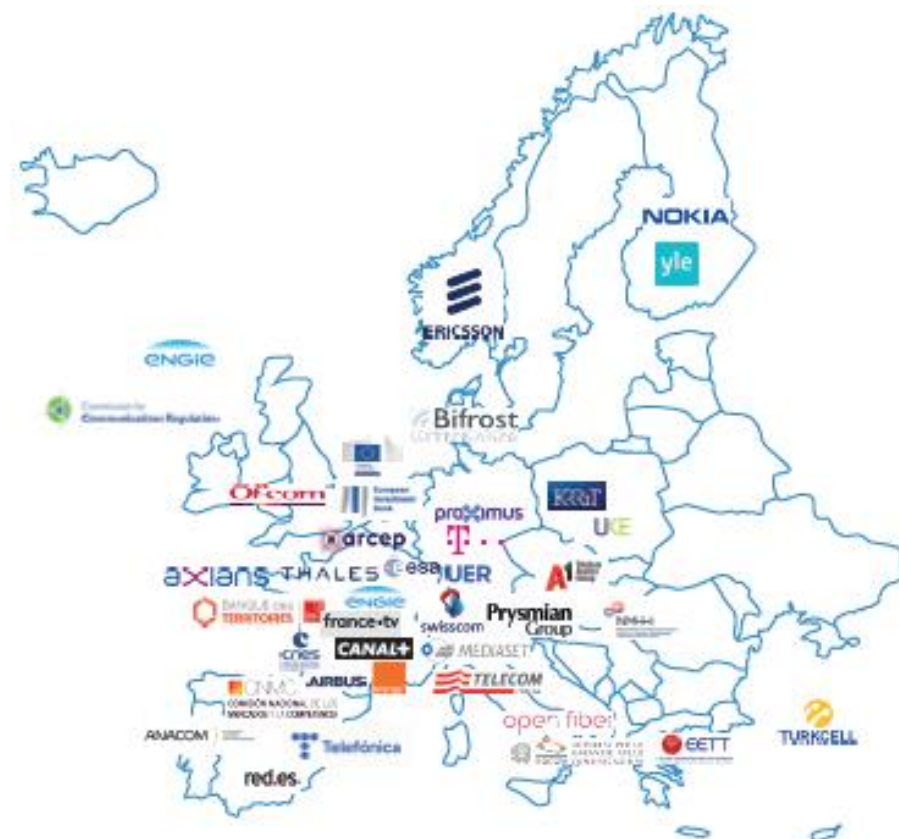 NOKIA
yle
ERICSSON
ENGIE
Commission for
Communications Regulation
Bifrost
Ofcom
European
Investment
Bank
proximus
T
UKE
arcep
axians
THALES
esa
UER
A1
BANQUE DES
TERRITOIRES
ENGIE
france•tv
swisscom
Prysmian
Group
cnes
CANAL+
MEDIASET
AIRBUS
TELECOM
CNMC
COMISIÓN NACIONAL DE LOS
MERCADOS Y LA COMPETENCIA
open fiber
ANACOM
Telefónica
EETT
TURKCELL
red.es